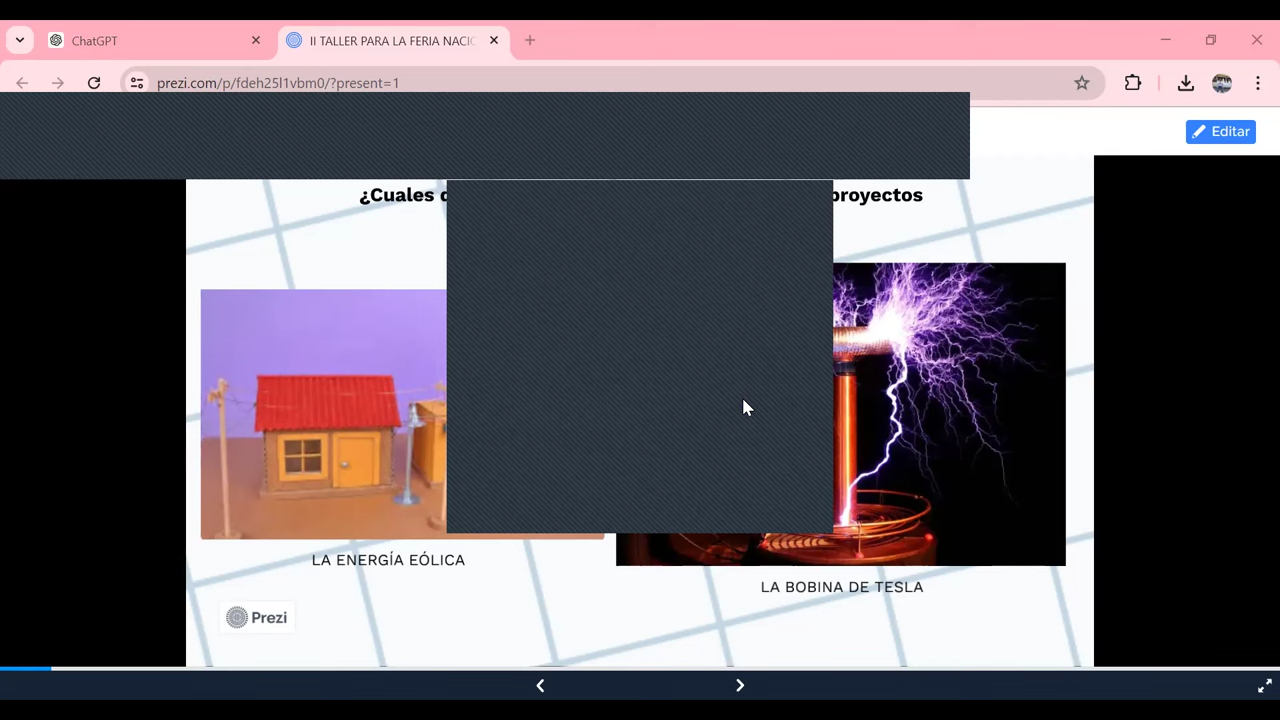 ChatGPT
II TALLER PARA LA FERIA NACI
prezi.com/p/fdeh25l1vbm0/?present=1
Editar
¿Cuales proyectos
LA ENERGÍA EÓLICA
LA BOBINA DE TESLA
Prezi